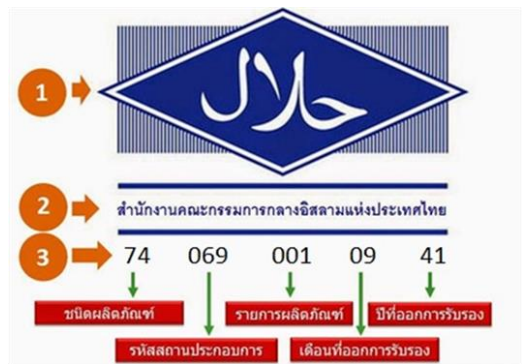 1
حلال
2
สำนักงานคณะกรรมการกลางอิสลามแห่งประเทศไทย
3
74 069 001 09 41
ชนิดผลิตภัณฑ์ รายการผลิตภัณฑ์ ปีที่ออกการรับรอง
รหัสสถานประกอบการ เดือนที่ออกการรับรอง